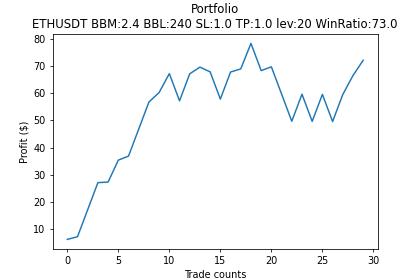 Portfolio
ETHUSDT BBM:2.4 BBL:240 SL:1.0 TP:1.0 lev:20 WinRatio:73.0
80
70
60
50
40
30
20
10
Profit ($)
0 5 10 15 20 25 30
Trade counts